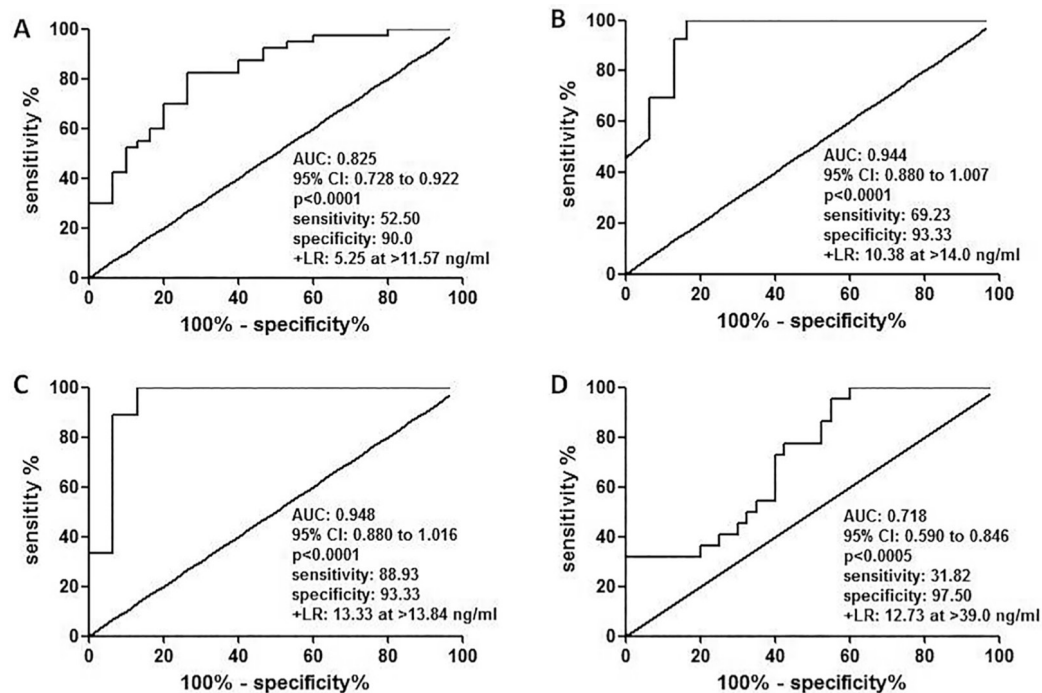 A
sensitivity %
100
80
60
40
20
0
AUC: 0.825
95% CI: 0.728 to 0.922
p<0.0001
sensitivity: 52.50
specificity: 90.0
+LR: 5.25 at >11.57 ng/ml
0 20 40 60 80 100
100% - specificity%
B
sensitivity %
100
80
60
40
20
0
AUC: 0.944
95% CI: 0.880 to 1.007
p<0.0001
sensitivity: 69.23
specificity: 93.33
+LR: 10.38 at >14.0 ng/ml
0 20 40 60 80 100
100% - specificity%
C
sensitity %
100
80
60
40
20
0
AUC: 0.948
95% CI: 0.880 to 1.016
p<0.0001
sensitivity: 88.93
specificity: 93.33
+LR: 13.33 at >13.84 ng/ml
0 20 40 60 80 100
100% - specificity%
D
sensitivity %
100
80
60
40
20
0
AUC: 0.718
95% CI: 0.590 to 0.846
p<0.0005
sensitivity: 31.82
specificity: 97.50
+LR: 12.73 at >39.0 ng/ml
0 20 40 60 80 100
100% - specificity%